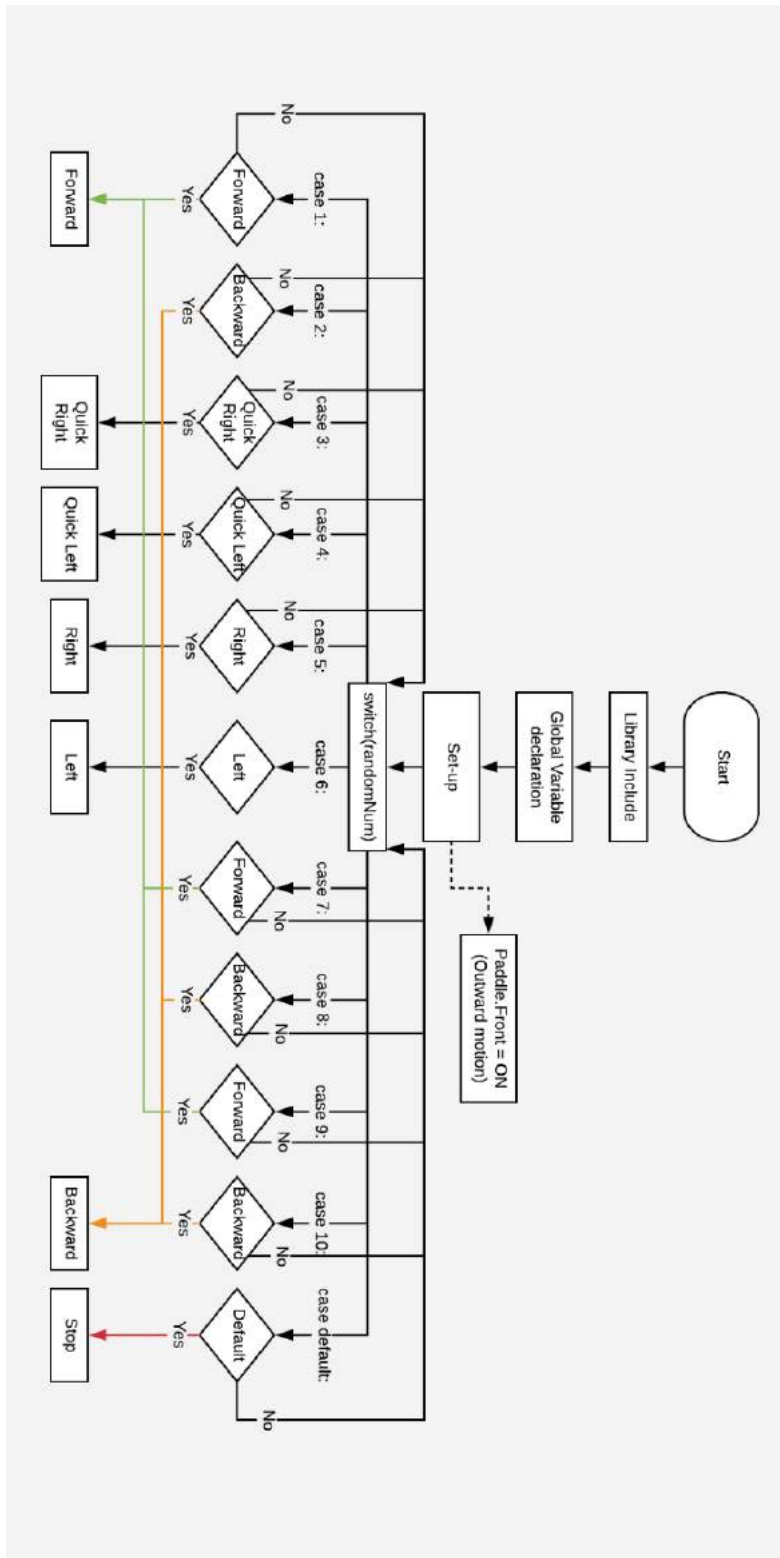 Start
Library Include
Global Variable
declaration
Set-up
Paddle.Front = ON
(Outward motion)
switch(randomNum)
case 1:
case 2:
case 3:
case 4:
case 5:
case 6:
case 7:
case 8:
case 9:
case 10:
case default:
No
No
No
No
No
No
No
No
No
No
Forward
Backward
Quick
Right
Quick Left
Right
Left
Forward
Backward
Forward
Backward
Default
Yes
Yes
Yes
Yes
Yes
Yes
Yes
Yes
Yes
Yes
Yes
Forward
Quick
Right
Quick Left
Right
Left
Backward
Stop